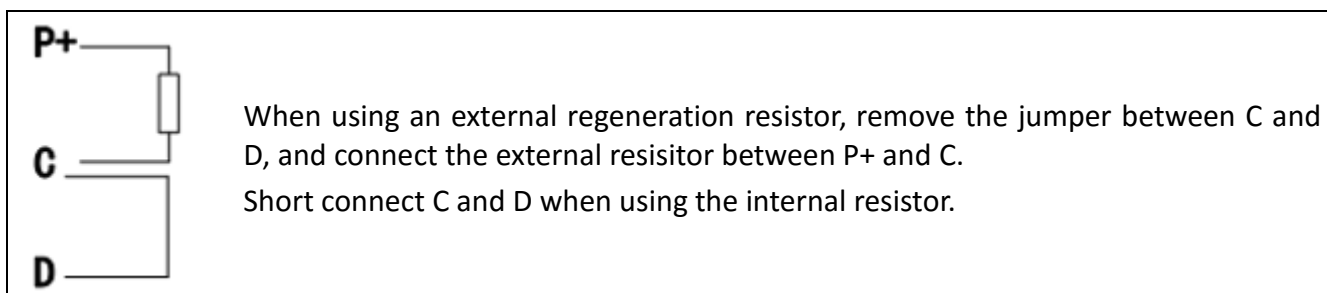 P+
C
D
When using an external regeneration resistor, remove the jumper between C and
D, and connect the external resisitor between P+ and C.
Short connect C and D when using the internal resistor.